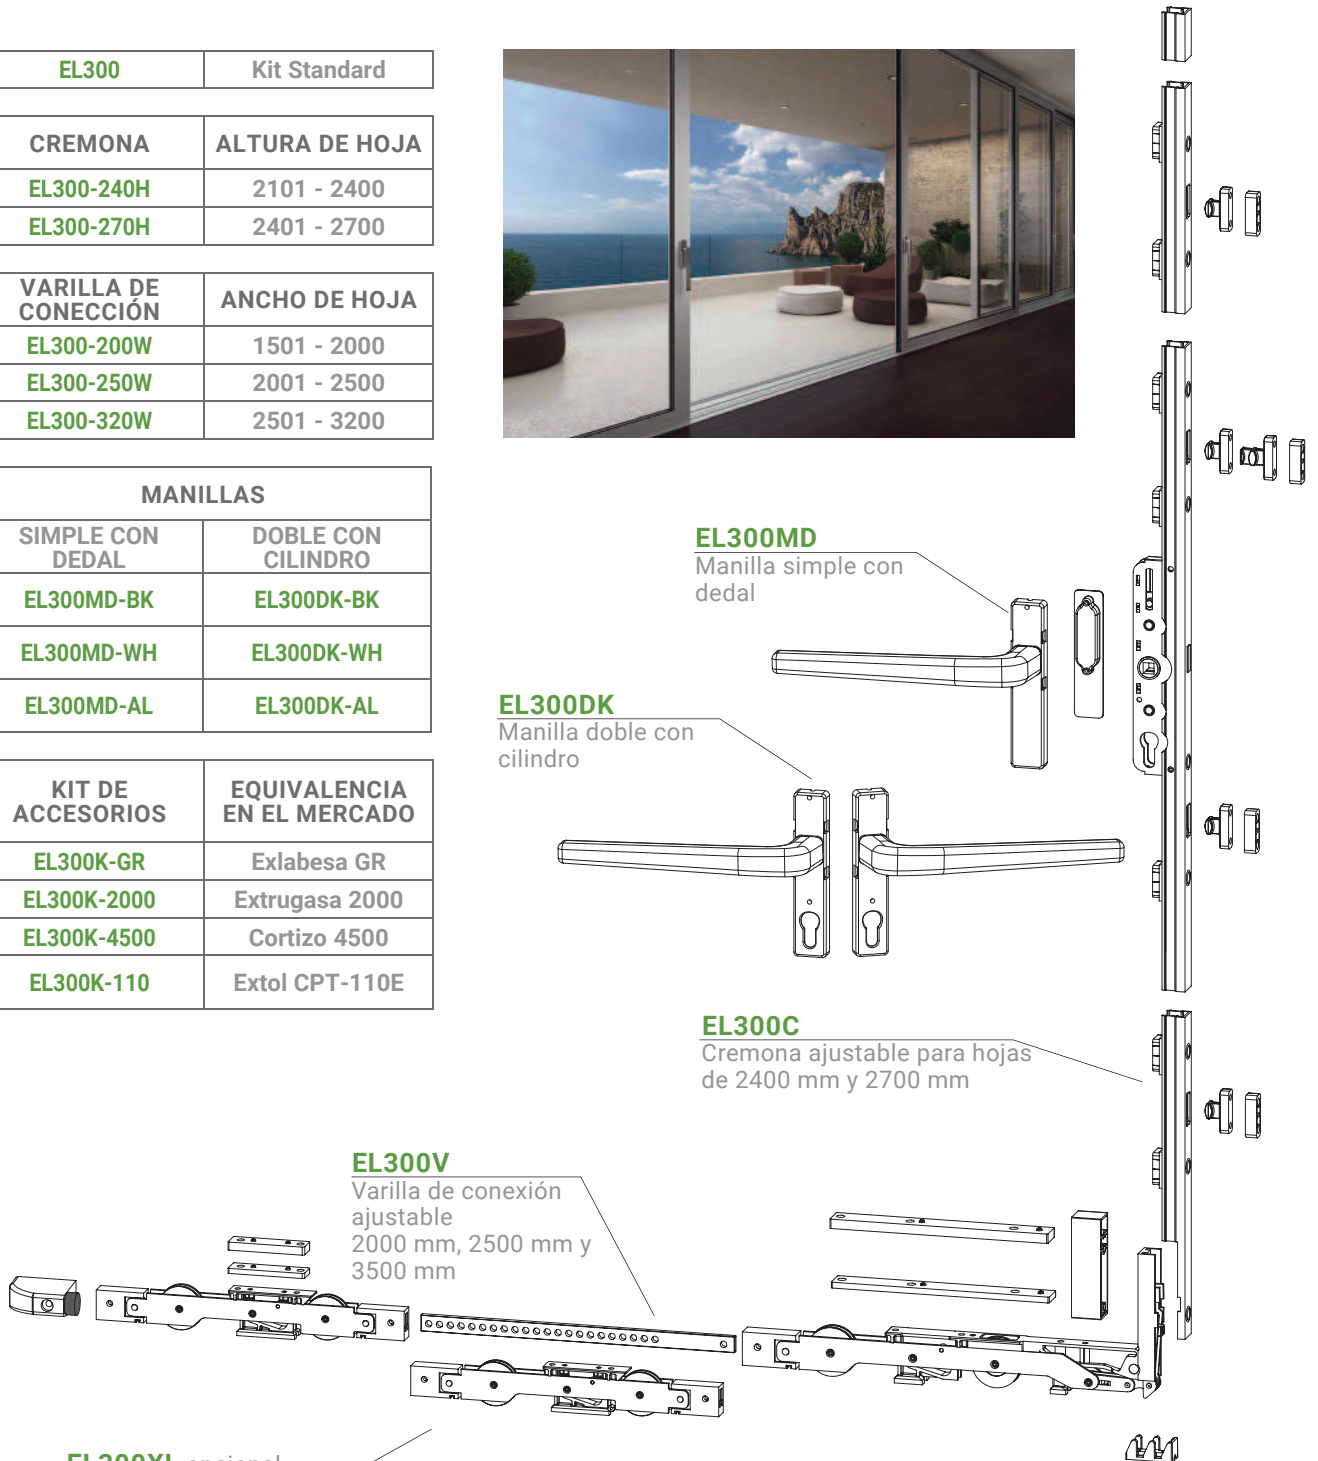 EL300 Kit Standard
CREMONA ALTURA DE HOJA
EL300-240H 2101 - 2400
EL300-270H 2401 - 2700
VARILLA DE
CONECCIÓN
ANCHO DE HOJA
EL300-200W 1501 - 2000
EL300-250W 2001 - 2500
EL300-320W 2501 - 3200
MANILLAS
SIMPLE CON
DEDAL
DOBLE CON
CILINDRO
EL300MD-BK EL300DK-BK
EL300MD-WH EL300DK-WH
EL300MD-AL EL300DK-AL
KIT DE
ACCESORIOS
EQUIVALENCIA
EN EL MERCADO
EL300K-GR Exlabesa GR
EL300K-2000 Extrugasa 2000
EL300K-4500 Cortizo 4500
EL300K-110 Extol CPT-110E
EL300MD
Manilla simple con
dedal
EL300DK
Manilla doble con
cilindro
EL300C
Cremona ajustable para hojas
de 2400 mm y 2700 mm
EL300V
Varilla de conexión
ajustable
2000 mm, 2500 mm y
3500 mm
EL300XL opcional